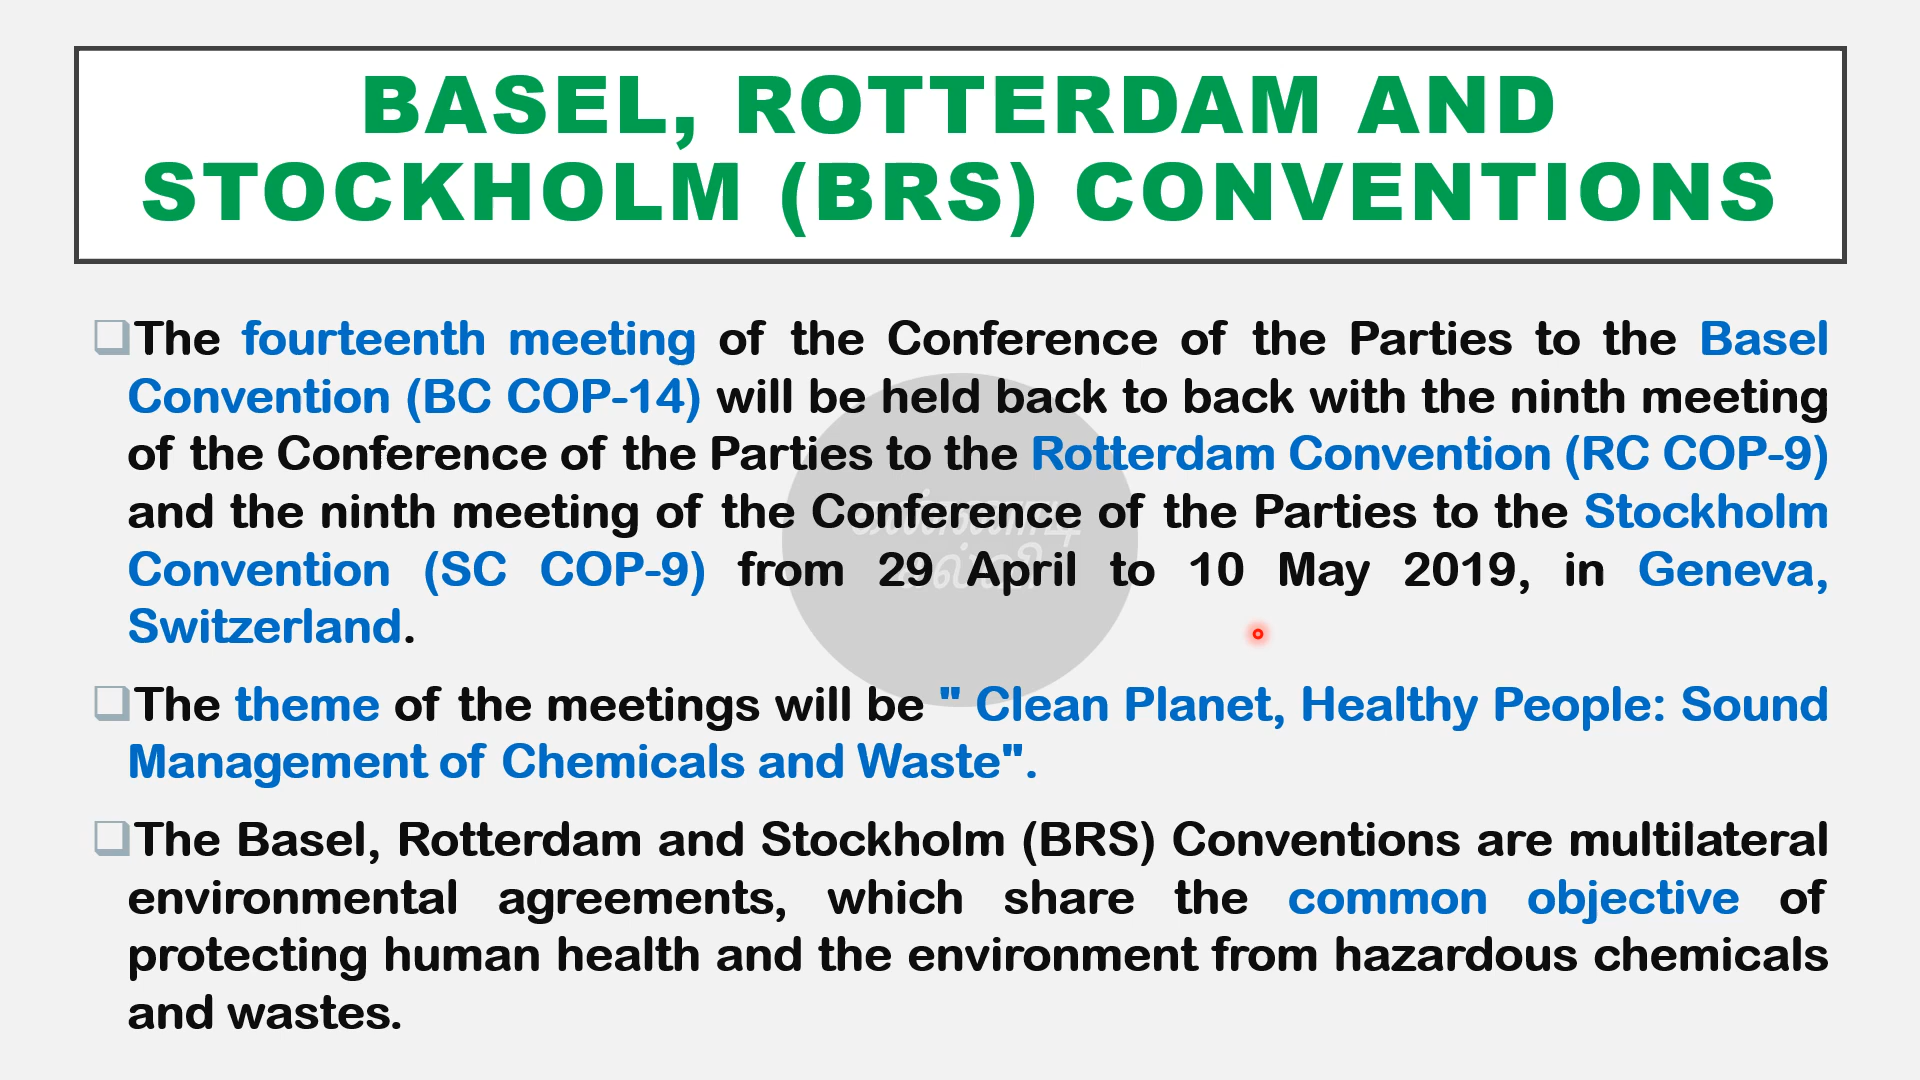 BASEL, ROTTERDAM AND
STOCKHOLM (BRS) CONVENTIONS
The fourteenth meeting of the Conference of the Parties to the Basel
Convention (BC COP-14) will be held back to back with the ninth meeting
of the Conference of the Parties to the Rotterdam Convention (RC COP-9)
and the ninth meeting of the Conference of the Parties to the Stockholm
Convention (SC COP-9) from 29 April to 10 May 2019, in Geneva,
Switzerland.
The theme of the meetings will be " Clean Planet, Healthy People: Sound
Management of Chemicals and Waste".
The Basel, Rotterdam and Stockholm (BRS) Conventions are multilateral
environmental agreements, which share the common objective of
protecting human health and the environment from hazardous chemicals
and wastes.